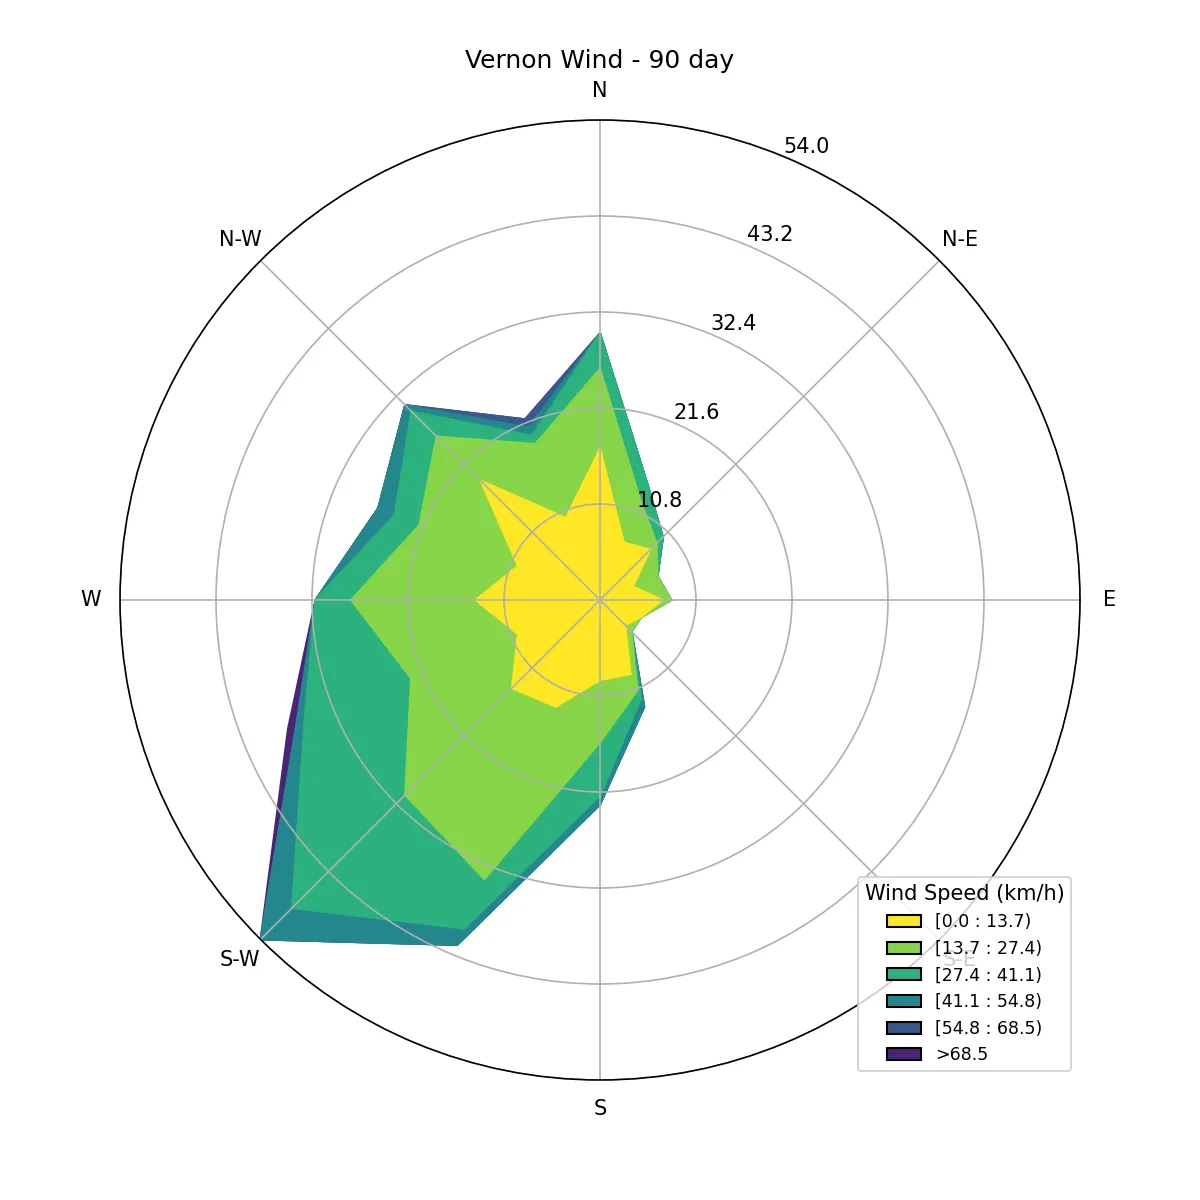 Vernon Wind - 90 day
N
54.0
43.2
N-W
N-E
32.4
21.6
10.8
W
E
S-W
S-E
S
Wind Speed (km/h)
[0.0 : 13.7)
[13.7 : 27.4)
[27.4 : 41.1)
[41.1 : 54.8)
[54.8 : 68.5)
>68.5